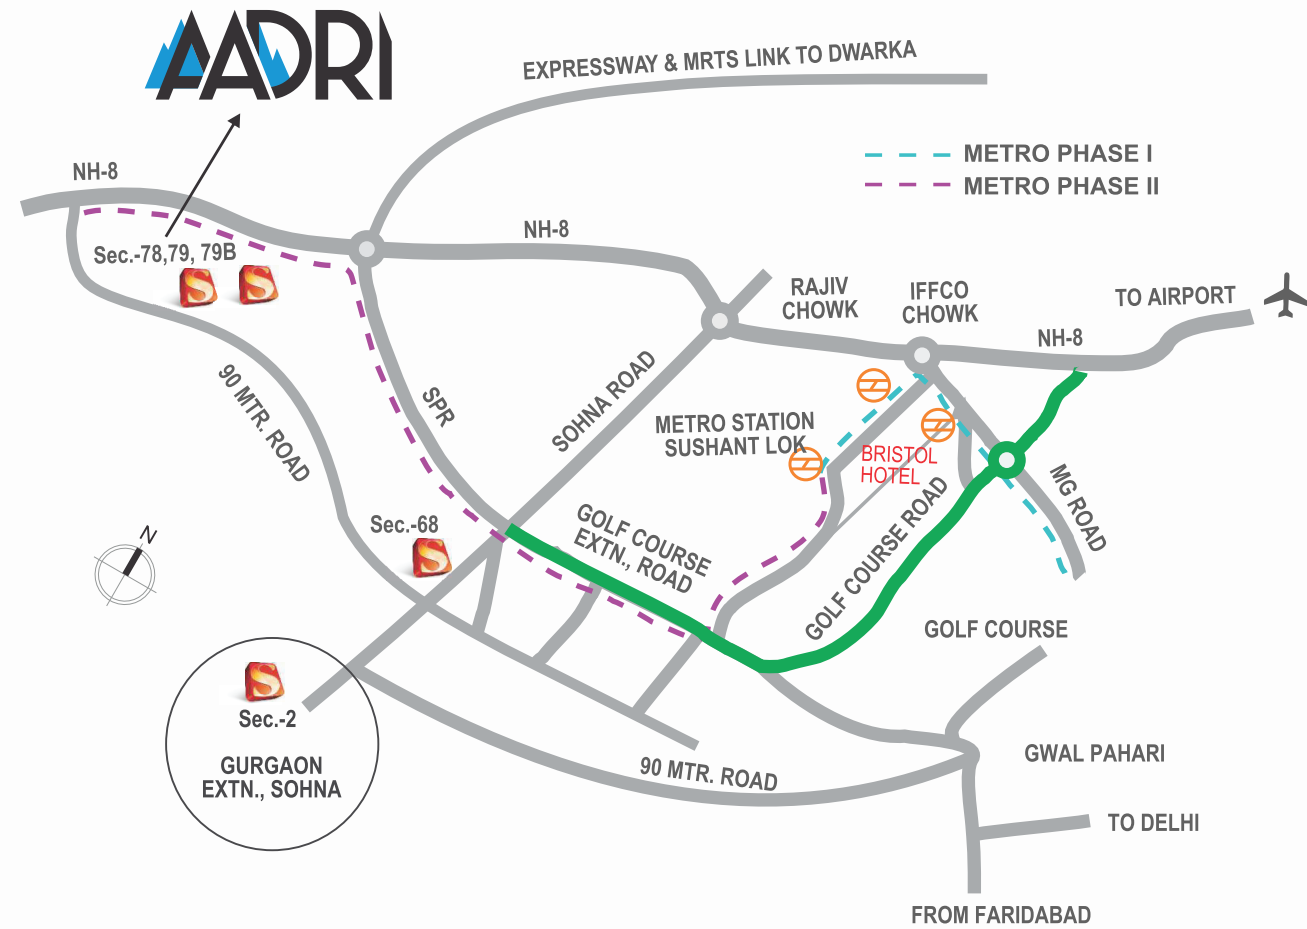 AADRI
EXPRESSWAY & MRTS LINK TO DWARKA
METRO PHASE I
METRO PHASE II
NH-8
NH-8
Sec.-78,79, 79B
S
S
RAJIV
CHOWK
IFFCO
CHOWK
TO AIRPORT
NH-8
90 MTR. ROAD
SPR
SOHNA ROAD
METRO STATION
SUSHANT LOK
BRISTOL
HOTEL
MG ROAD
Sec.-68
S
GOLF COURSE
EXTN., ROAD
GOLF COURSE ROAD
N
GOLF COURSE
S
Sec.-2
GURGAON
EXTN., SOHNA
90 MTR. ROAD
GWAL PAHARI
TO DELHI
FROM FARIDABAD